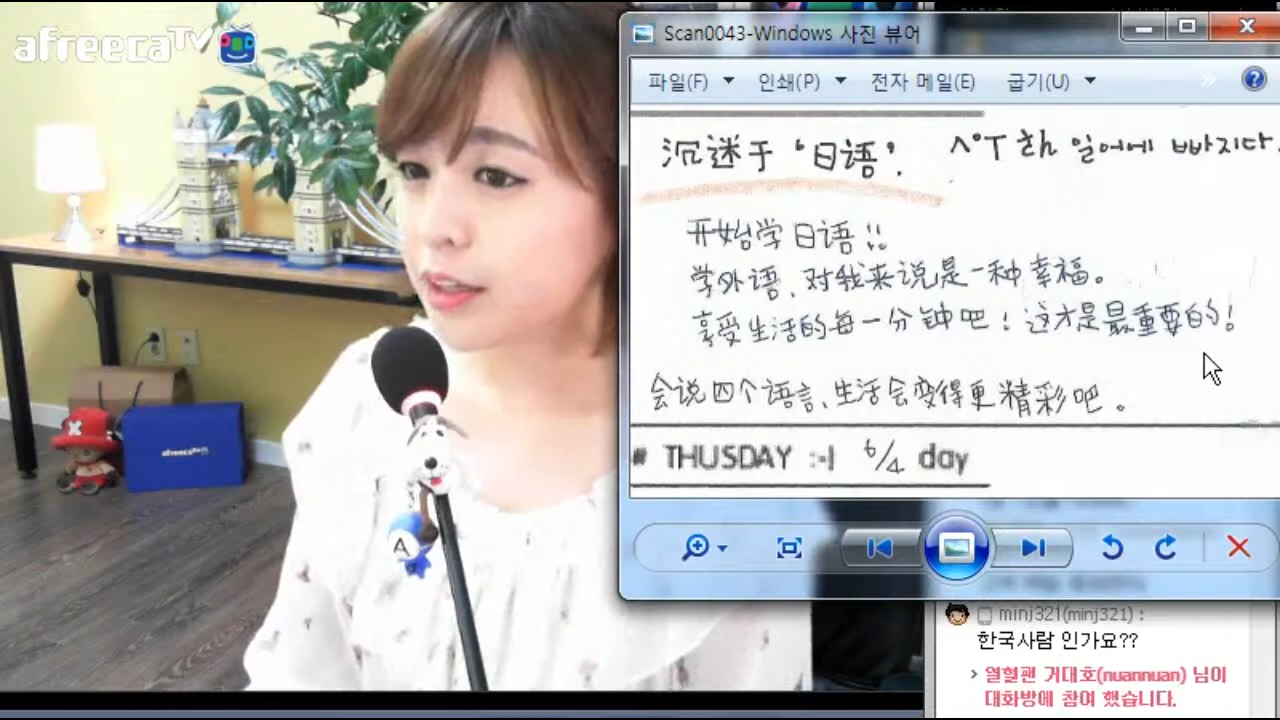 afreecaTV
Scan0043-Windows 사진 뷰어
파일(F) 인쇄(P) 전자 메일(E) 굽기(U)
沉迷于‘日语’. 일어에 빠지다.
开始学日语!!
学外语、对我来说是一种幸福。
享受生活的每一分钟吧！这才是最重要的!
会说四个语言、生活会变得更精彩吧。
# THUSDAY :-| 6/4 day
afreecaTV
A
minj321(minj321) :
한국사람 인가요??
> 열혈팬 거대호(nuannuan) 님이
대화방에 참여 했습니다.